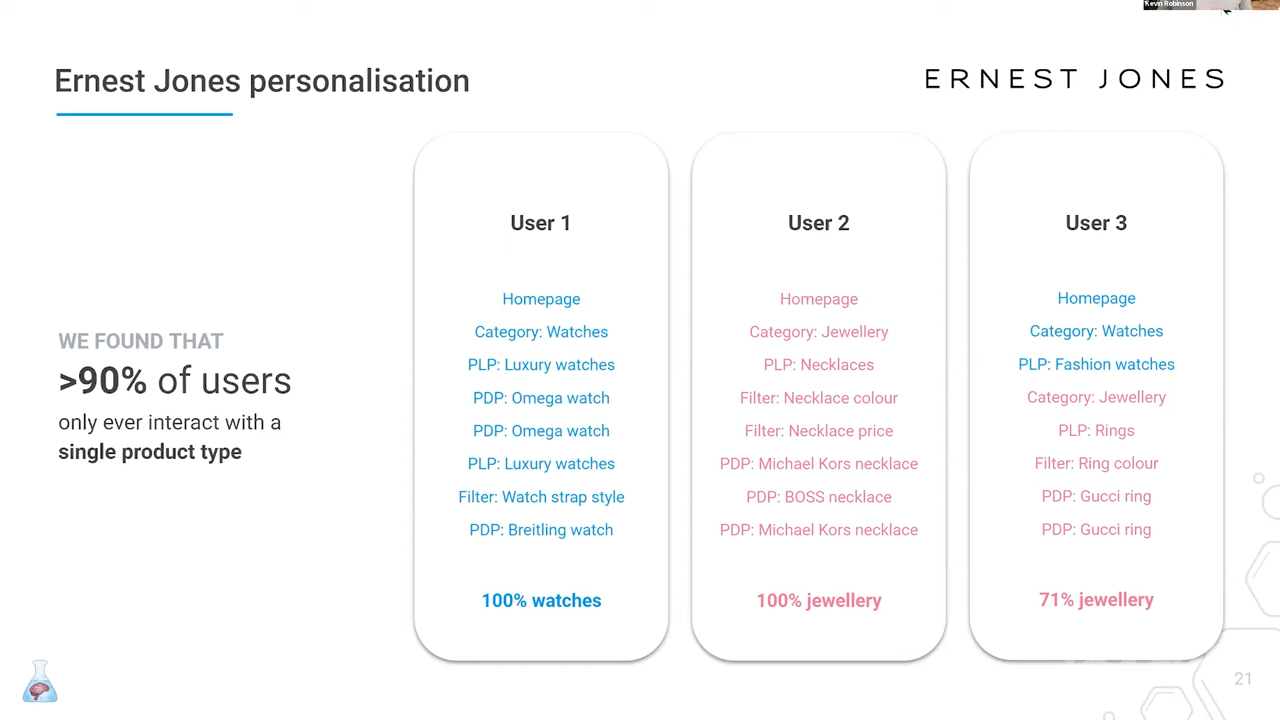 Kevin Robinson
Ernest Jones personalisation
ERNEST JONES
WE FOUND THAT
>90% of users
only ever interact with a
single product type
User 1
Homepage
Category: Watches
PLP: Luxury watches
PDP: Omega watch
PDP: Omega watch
PLP: Luxury watches
Filter: Watch strap style
PDP: Breitling watch
100% watches
User 2
Homepage
Category: Jewellery
PLP: Necklaces
Filter: Necklace colour
Filter: Necklace price
PDP: Michael Kors necklace
PDP: BOSS necklace
PDP: Michael Kors necklace
100% jewellery
User 3
Homepage
Category: Watches
PLP: Fashion watches
Category: Jewellery
PLP: Rings
Filter: Ring colour
PDP: Gucci ring
PDP: Gucci ring
71% jewellery
21